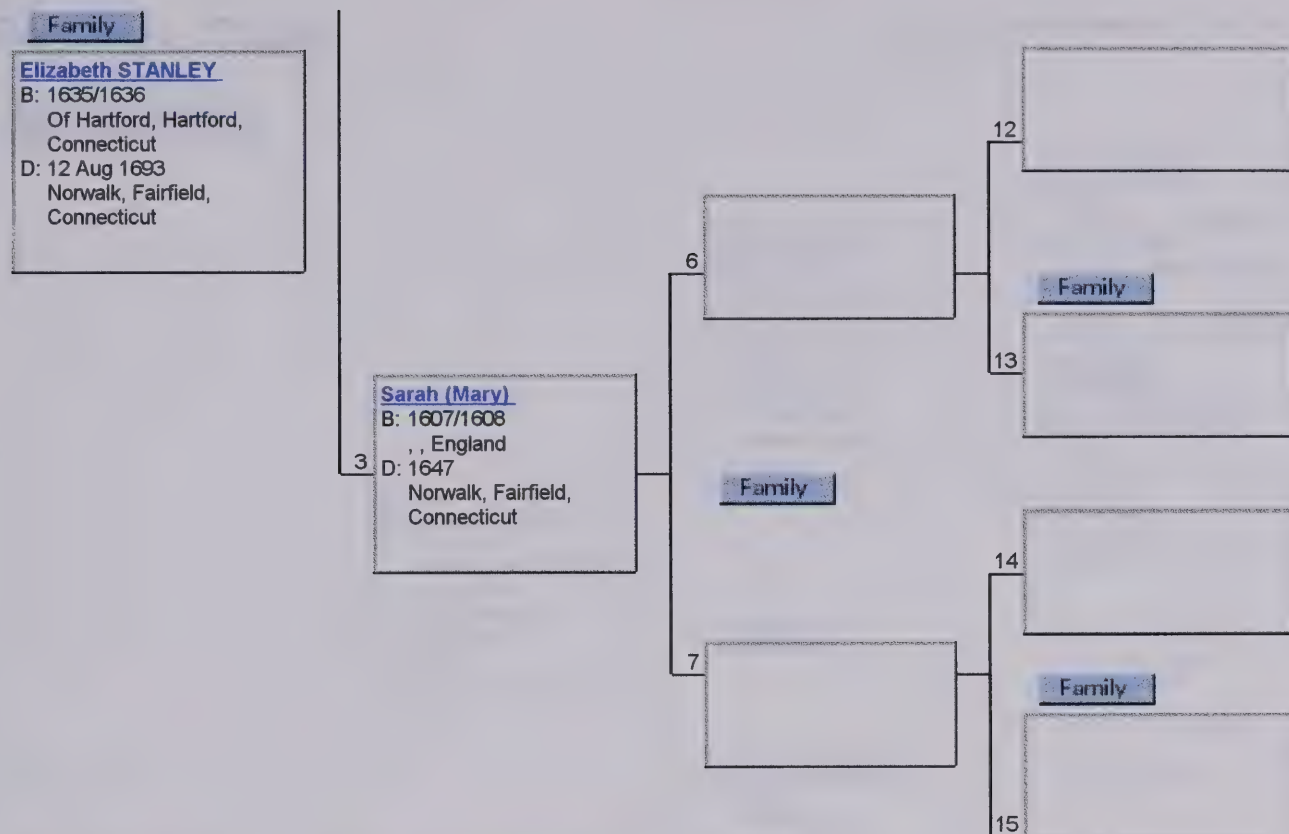 Family
Elizabeth STANLEY
B: 1635/1636
Of Hartford, Hartford,
Connecticut
D: 12 Aug 1693
Norwalk, Fairfield,
Connecticut
12
6
Family
13
Sarah (Mary)
B: 1607/1608
, , England
3
D: 1647
Norwalk, Fairfield,
Connecticut
Family
14
7
Family
15